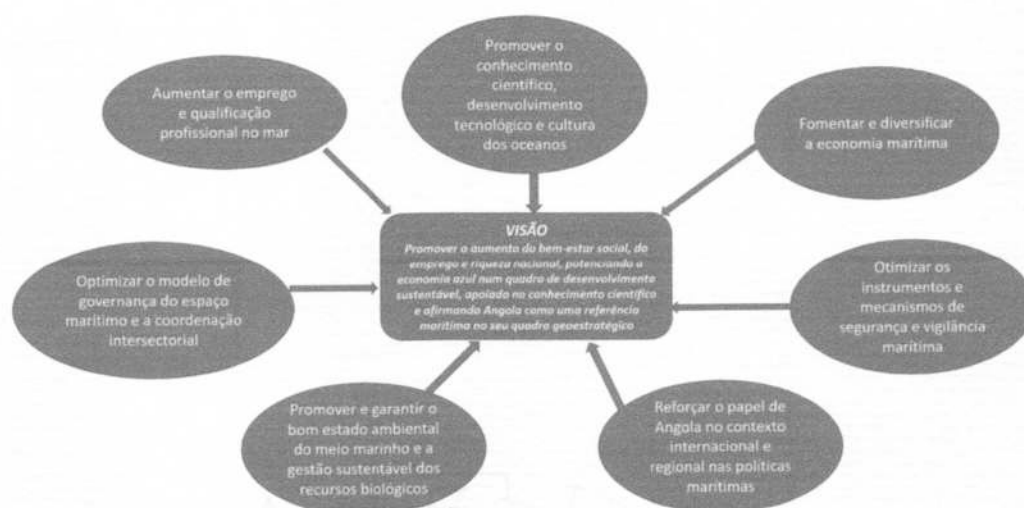 Promover o
conhecimento
científico,
desenvolvimento
tecnológico e cultura
dos oceanos
Aumentar o emprego
e qualificação
profissional no mar
Fomentar e diversificar
a economia marítima
VISÃO
Promover o aumento do bem-estar social, do
emprego e riqueza nacional, potenciando a
economia azul num quadro de desenvolvimento
sustentável, apoiado no conhecimento científico
e afirmando Angola como uma referência
marítima no seu quadro geoestratégico
Optimizar o modelo de
governança do espaço
marítimo e a coordenação
intersectorial
Otimizar os
instrumentos e
mecanismos de
segurança e vigilância
marítima
Promover e garantir o
bom estado ambiental
do meio marinho e a
gestão sustentável dos
recursos biológicos
Reforçar o papel de
Angola no contexto
internacional e
regional nas políticas
marítimas